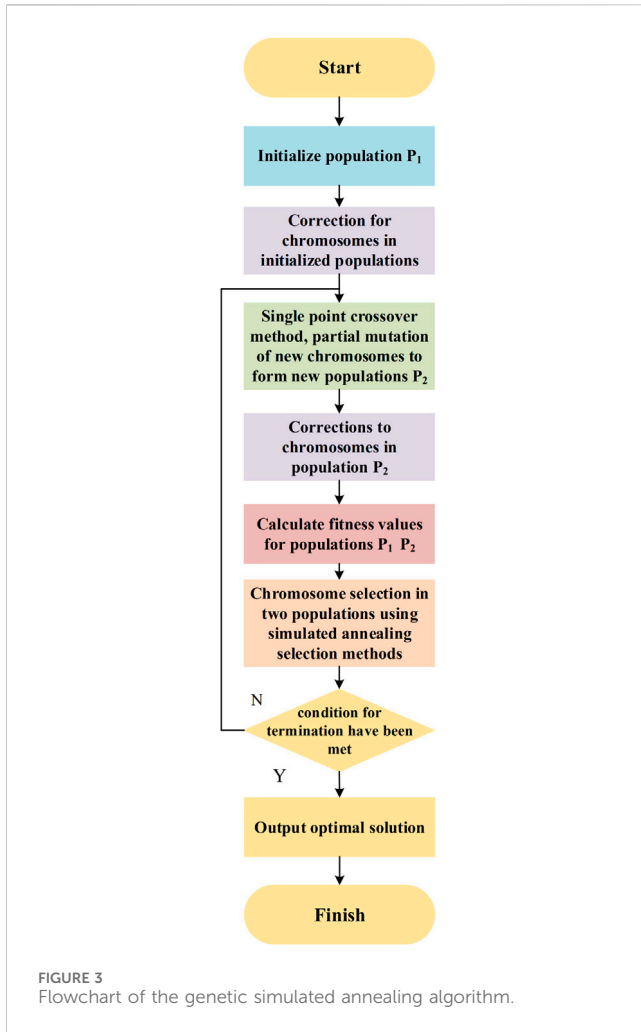 Start
Initialize population P₁
Correction for
chromosomes in
initialized populations
Single point crossover
method, partial mutation
of new chromosomes to
form new populations P₂
Corrections to
chromosomes in
population P₂
Calculate fitness values
for populations P₁ P₂
Chromosome selection in
two populations using
simulated annealing
selection methods
N
condition for
termination have been
met
Y
Output optimal solution
Finish
FIGURE 3
Flowchart of the genetic simulated annealing algorithm.